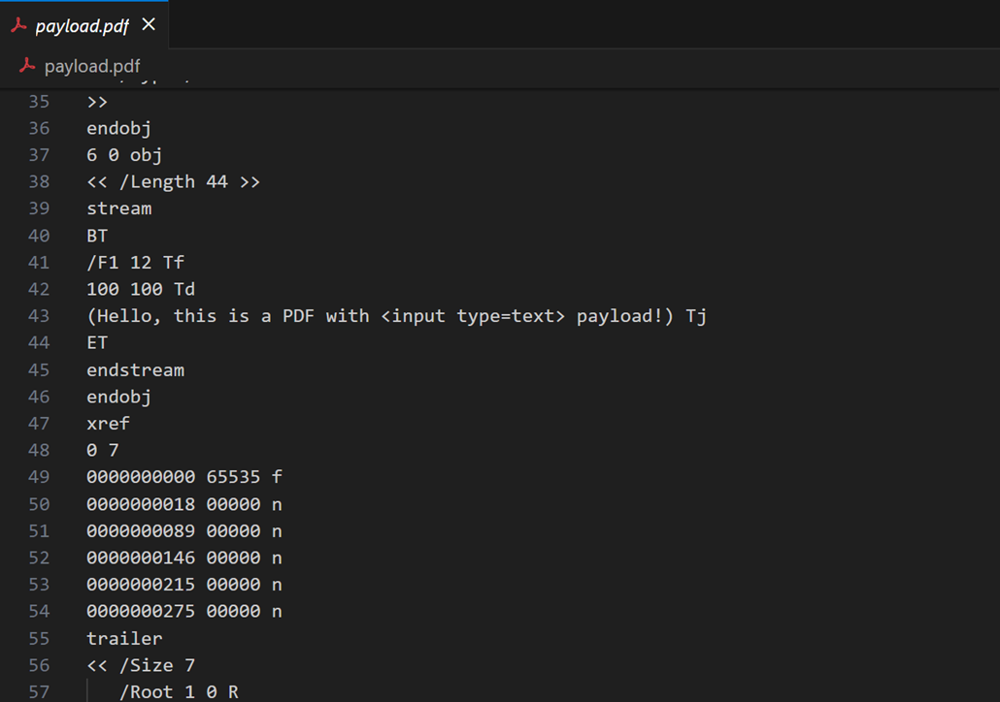 payload.pdf
payload.pdf
35 >>
36 endobj
37 6 0 obj
38 << /Length 44 >>
39 stream
40 BT
41 /F1 12 Tf
42 100 100 Td
43 (Hello, this is a PDF with <input type=text> payload!) Tj
44 ET
45 endstream
46 endobj
47 xref
48 0 7
49 0000000000 65535 f
50 0000000018 00000 n
51 0000000089 00000 n
52 0000000146 00000 n
53 0000000215 00000 n
54 0000000275 00000 n
55 trailer
56 << /Size 7
57 /Root 1 0 R